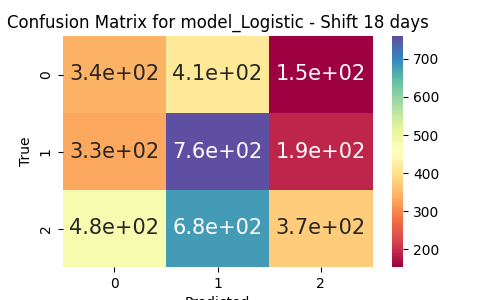 Confusion Matrix for model_Logistic - Shift 18 days
0 3.4e+02 4.1e+02 1.5e+02
1 3.3e+02 7.6e+02 1.9e+02
2 4.8e+02 6.8e+02 3.7e+02
True
0 1 2
Predicted
700
600
500
400
300
200